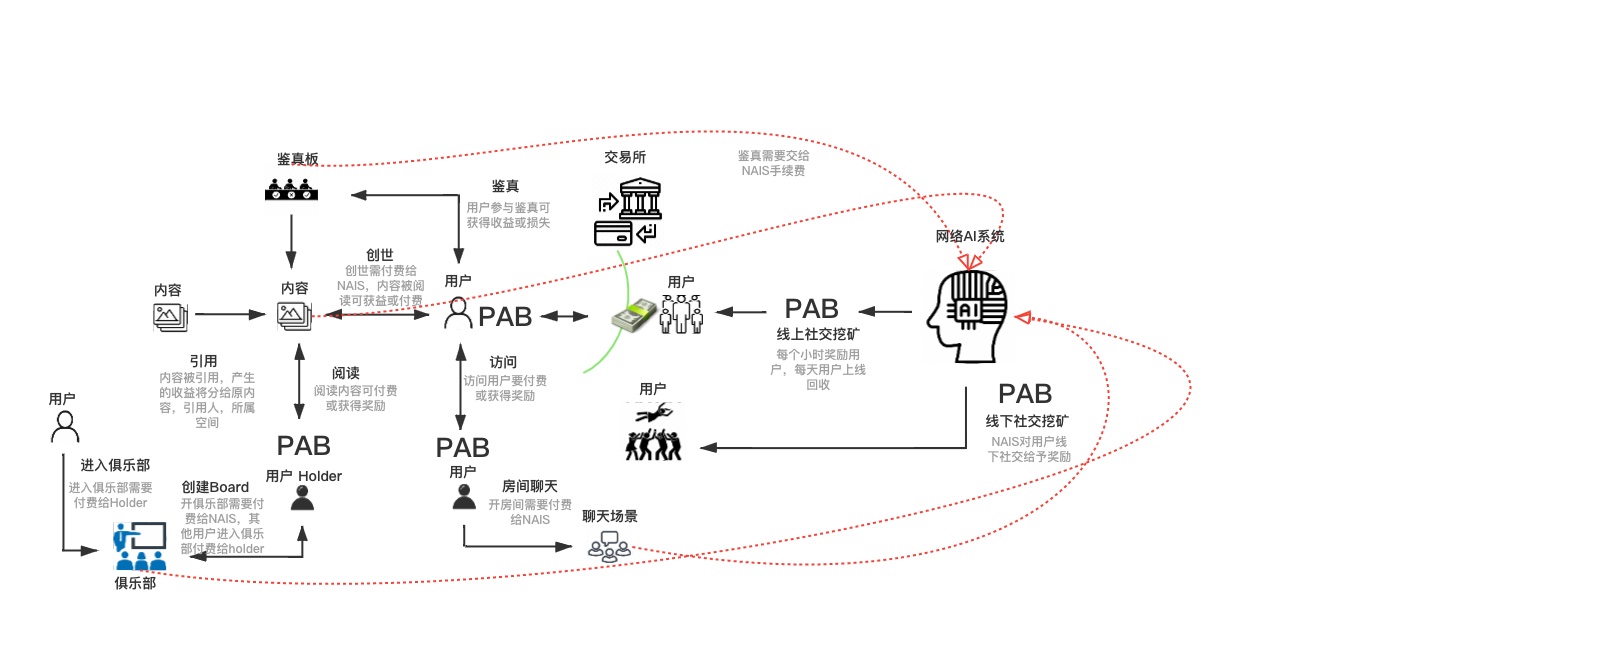 鉴真板
交易所
鉴真需要交给
NAIS手续费
鉴真
用户参与鉴真可
获得收益或损失
网络AI系统
创世
创世需付费给
NAIS，内容被阅
读可获益或付费
用户
用户
内容
内容
PAB
PAB
线上社交挖矿
每个小时奖励用
户，每天用户上线
回收
引用
内容被引用，产生
的收益将分给原内
容，引用人，所属
空间
阅读
阅读内容可付费
或获得奖励
访问
访问用户要付费
或获得奖励
用户
用户
PAB
线下社交挖矿
NAIS对用户线
下社交给予奖励
PAB
用户 Holder
PAB
用户
进入俱乐部
进入俱乐部需要
付费给Holder
创建Board
开俱乐部需要付
费给NAIS，其
他用户进入俱乐
部付费给holder
房间聊天
开房间需要付费
给NAIS
聊天场景
俱乐部
AI